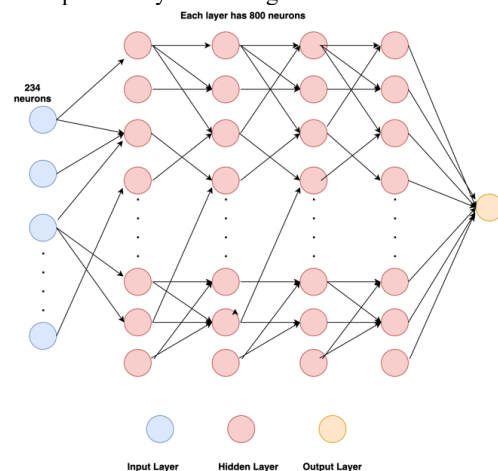 Each layer has 800 neurons
234
neurons
Input Layer
Hidden Layer
Output Layer